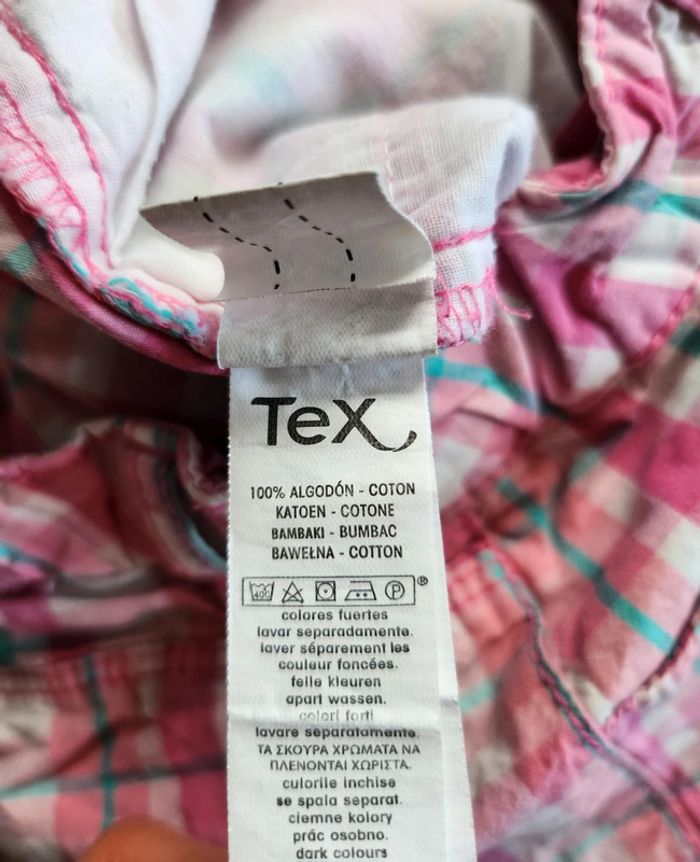 TeX
100% ALGODÓN - COTON
KATOEN - COTONE
BAMBAKI - BUMBAC
BAWEŁNA - COTTON
40° P ®
colores fuertes
lavar separadamente.
laver séparement les
couleur foncées.
felle kleuren
apart wassen.
colori forti
lavare separatamente.
ΤΑ ΣΚΟΥΡΑ ΧΡΩΜΑΤΑ ΝΑ
ΠΛΕΝΟΝΤΑΙ ΧΩΡΙΣΤΑ.
culorile inchise
se spala separat.
ciemne kolory
prác osobno.
dark colours